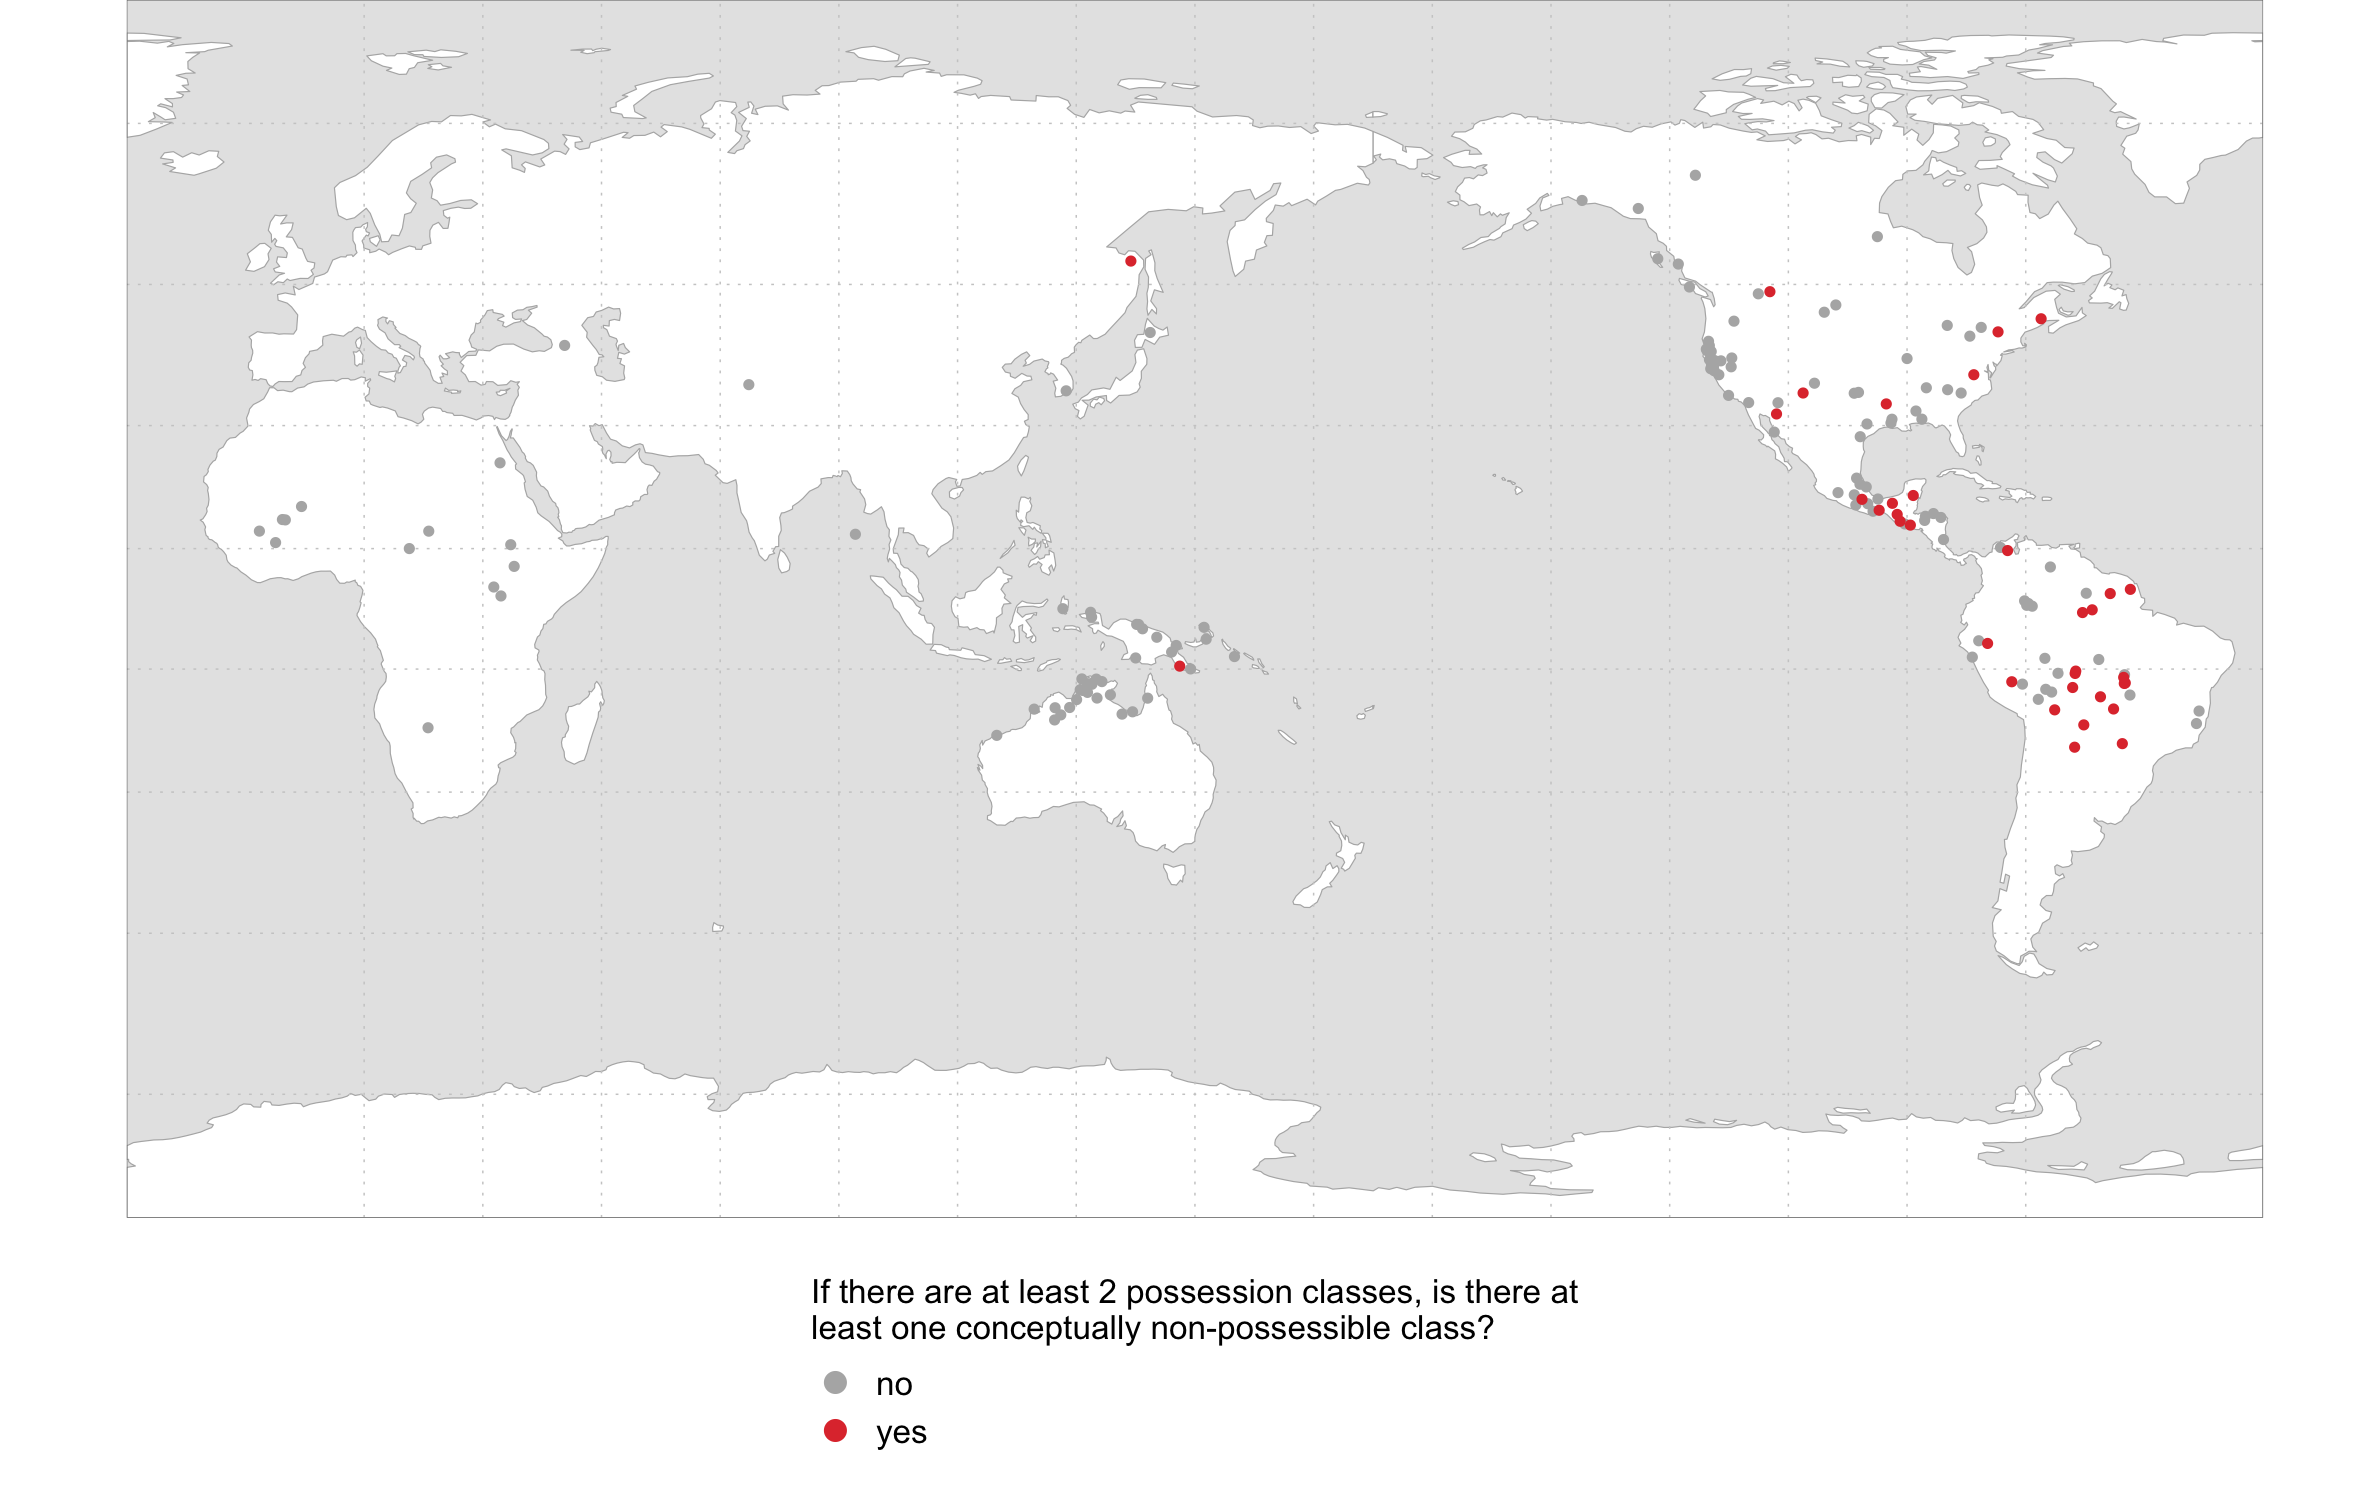 If there are at least 2 possession classes, is there at
least one conceptually non-possessible class?
no
yes